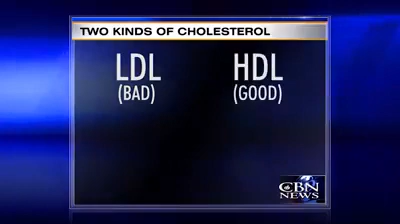 TWO KINDS OF CHOLESTEROL
LDL HDL
(BAD) (GOOD)
CBN
NEWS